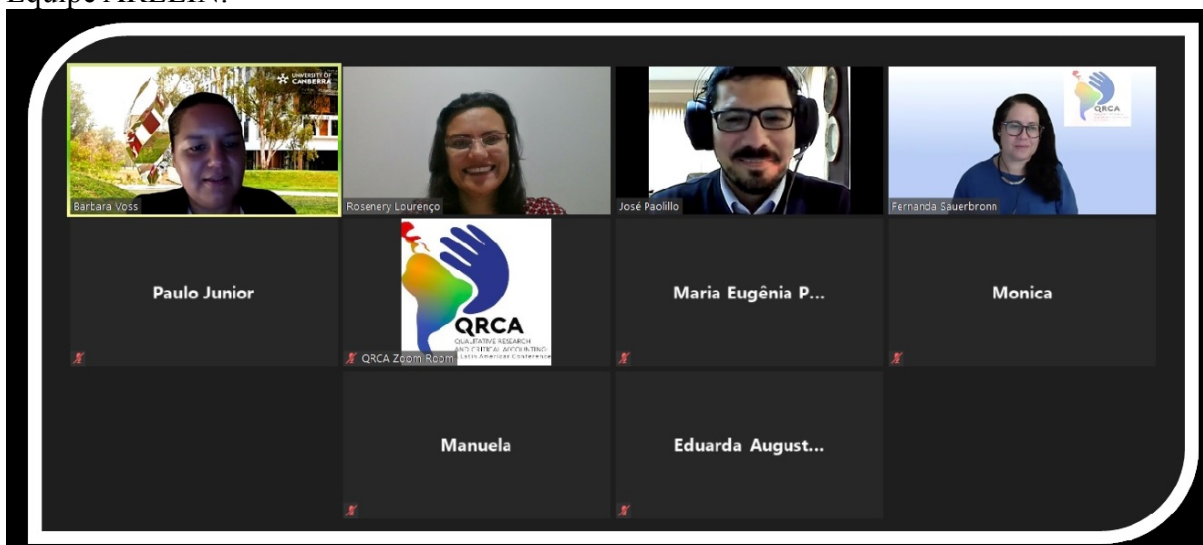 UNIVERSITY OF
CANBERRA
QRCA
Barbara Voss
Rosenery Lourenço
José Paolillo
Fernanda Sauerbronn
Paulo Junior
QRCA
QUALITATIVE RESEARCH
AND CRITICAL ACCOUNTING
Latin American Conference
QRCA Zoom Room
Maria Eugênia P...
Monica
Manuela
Eduarda August...